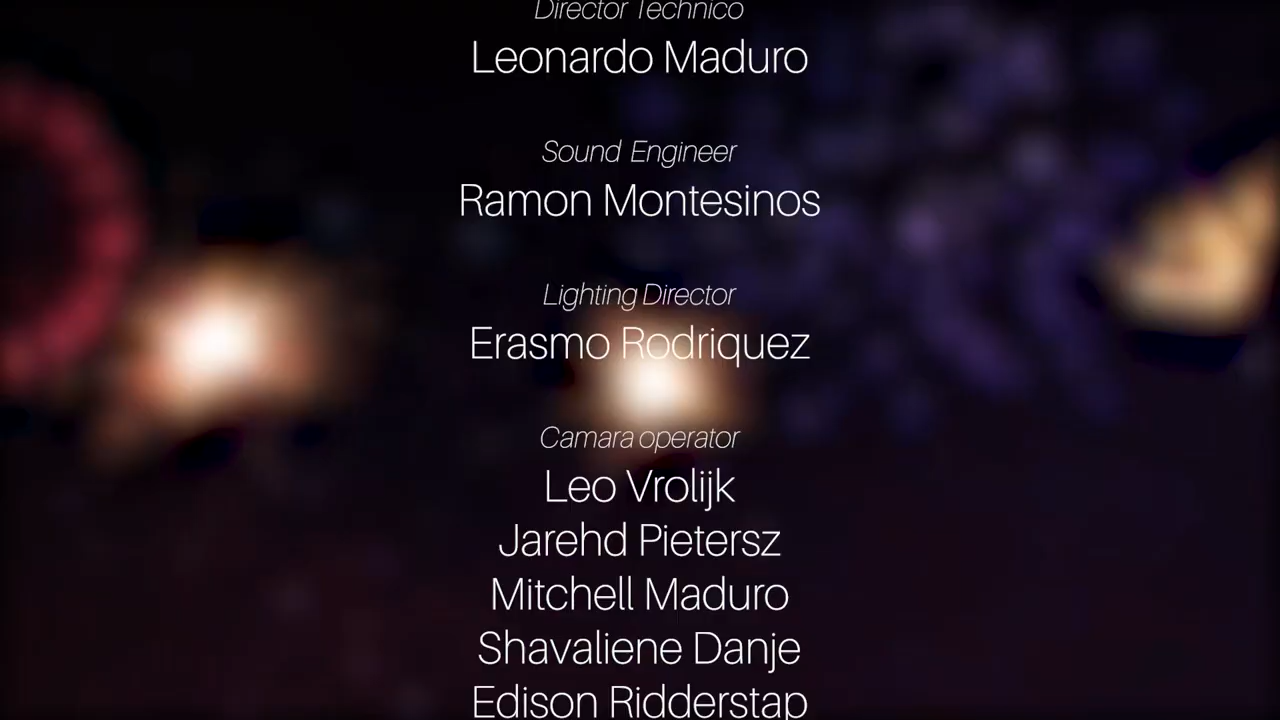 Director Technico
Leonardo Maduro
Sound Engineer
Ramon Montesinos
Lighting Director
Erasmo Rodriquez
Camara operator
Leo Vrolijk
Jarehd Pietersz
Mitchell Maduro
Shavaliene Danje
Edison Ridderstap